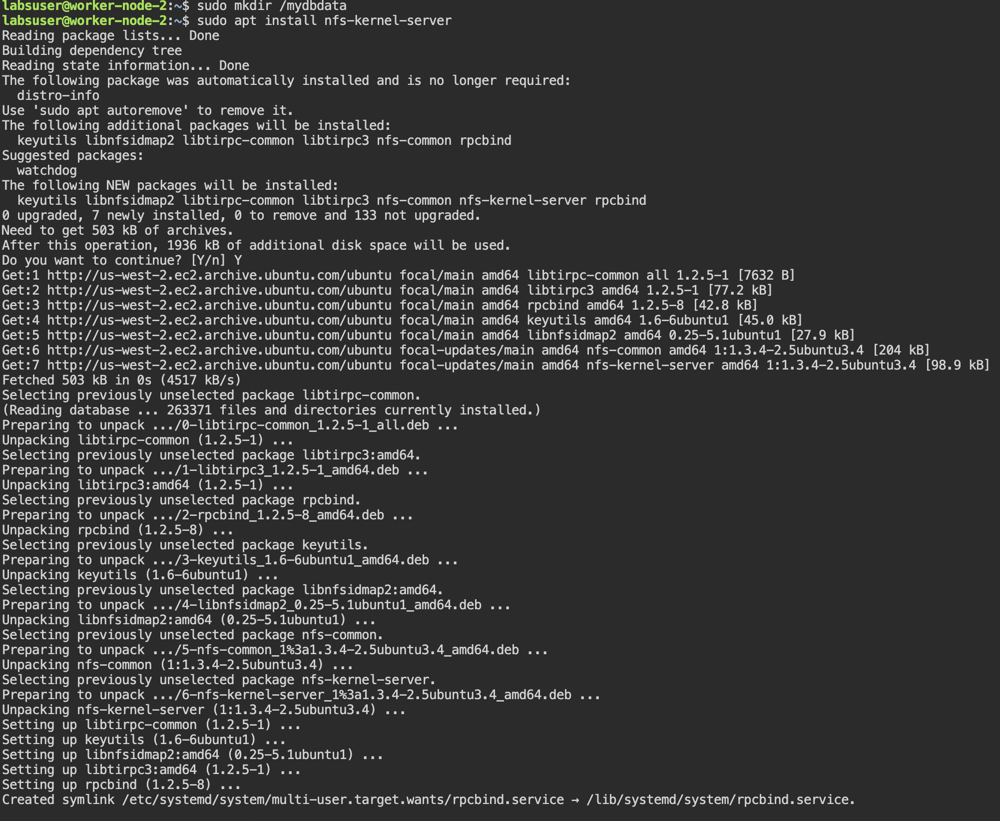 labsuser@worker-node-2:~$ sudo mkdir /mydbdata
labsuser@worker-node-2:~$ sudo apt install nfs-kernel-server
Reading package lists... Done
Building dependency tree
Reading state information... Done
The following package was automatically installed and is no longer required:
  distro-info
Use 'sudo apt autoremove' to remove it.
The following additional packages will be installed:
  keyutils libnfsidmap2 libtirpc-common libtirpc3 nfs-common rpcbind
Suggested packages:
  watchdog
The following NEW packages will be installed:
  keyutils libnfsidmap2 libtirpc-common libtirpc3 nfs-common nfs-kernel-server rpcbind
0 upgraded, 7 newly installed, 0 to remove and 133 not upgraded.
Need to get 503 kB of archives.
After this operation, 1936 kB of additional disk space will be used.
Do you want to continue? [Y/n] Y
Get:1 http://us-west-2.ec2.archive.ubuntu.com/ubuntu focal/main amd64 libtirpc-common all 1.2.5-1 [7632 B]
Get:2 http://us-west-2.ec2.archive.ubuntu.com/ubuntu focal/main amd64 libtirpc3 amd64 1.2.5-1 [77.2 kB]
Get:3 http://us-west-2.ec2.archive.ubuntu.com/ubuntu focal/main amd64 rpcbind amd64 1.2.5-8 [42.8 kB]
Get:4 http://us-west-2.ec2.archive.ubuntu.com/ubuntu focal/main amd64 keyutils amd64 1.6-6ubuntu1 [45.0 kB]
Get:5 http://us-west-2.ec2.archive.ubuntu.com/ubuntu focal/main amd64 libnfsidmap2 amd64 0.25-5.1ubuntu1 [27.9 kB]
Get:6 http://us-west-2.ec2.archive.ubuntu.com/ubuntu focal-updates/main amd64 nfs-common amd64 1:1.3.4-2.5ubuntu3.4 [204 kB]
Get:7 http://us-west-2.ec2.archive.ubuntu.com/ubuntu focal-updates/main amd64 nfs-kernel-server amd64 1:1.3.4-2.5ubuntu3.4 [98.9 kB]
Fetched 503 kB in 0s (4517 kB/s)
Selecting previously unselected package libtirpc-common.
(Reading database ... 263371 files and directories currently installed.)
Preparing to unpack .../0-libtirpc-common_1.2.5-1_all.deb ...
Unpacking libtirpc-common (1.2.5-1) ...
Selecting previously unselected package libtirpc3:amd64.
Preparing to unpack .../1-libtirpc3_1.2.5-1_amd64.deb ...
Unpacking libtirpc3:amd64 (1.2.5-1) ...
Selecting previously unselected package rpcbind.
Preparing to unpack .../2-rpcbind_1.2.5-8_amd64.deb ...
Unpacking rpcbind (1.2.5-8) ...
Selecting previously unselected package keyutils.
Preparing to unpack .../3-keyutils_1.6-6ubuntu1_amd64.deb ...
Unpacking keyutils (1.6-6ubuntu1) ...
Selecting previously unselected package libnfsidmap2:amd64.
Preparing to unpack .../4-libnfsidmap2_0.25-5.1ubuntu1_amd64.deb ...
Unpacking libnfsidmap2:amd64 (0.25-5.1ubuntu1) ...
Selecting previously unselected package nfs-common.
Preparing to unpack .../5-nfs-common_1%3a1.3.4-2.5ubuntu3.4_amd64.deb ...
Unpacking nfs-common (1:1.3.4-2.5ubuntu3.4) ...
Selecting previously unselected package nfs-kernel-server.
Preparing to unpack .../6-nfs-kernel-server_1%3a1.3.4-2.5ubuntu3.4_amd64.deb ...
Unpacking nfs-kernel-server (1:1.3.4-2.5ubuntu3.4) ...
Setting up libtirpc-common (1.2.5-1) ...
Setting up keyutils (1.6-6ubuntu1) ...
Setting up libnfsidmap2:amd64 (0.25-5.1ubuntu1) ...
Setting up libtirpc3:amd64 (1.2.5-1) ...
Setting up rpcbind (1.2.5-8) ...
Created symlink /etc/systemd/system/multi-user.target.wants/rpcbind.service → /lib/systemd/system/rpcbind.service.